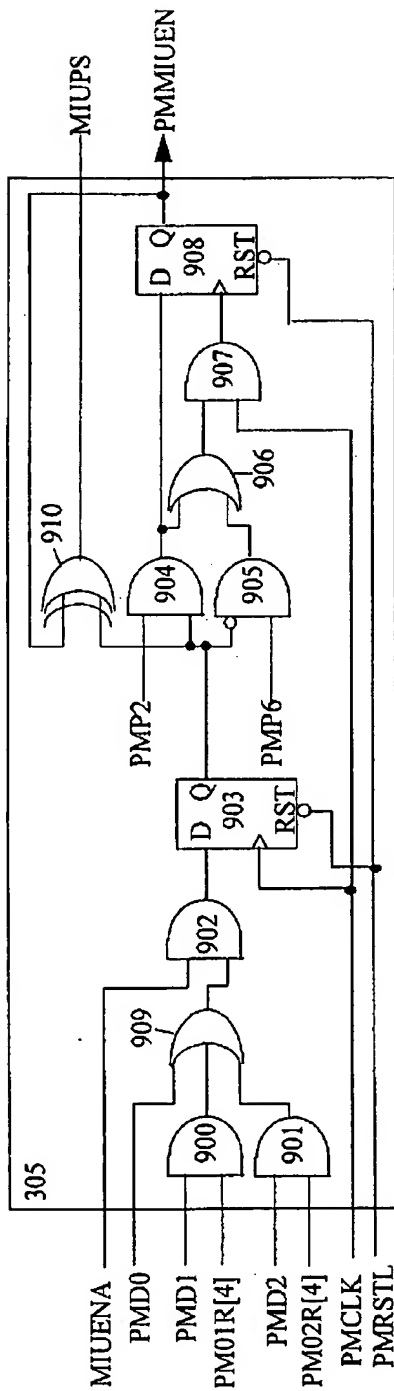 305
MIUENA
PMD0
PMD1
PM01R[4]
PMD2
PM02R[4]
PMCLK
PMRSTL
900
901
909
902
D Q
903
RST
PMP2
PMP6
904
905
910
906
907
D Q
908
RST
MIUPS
PMMIUEN